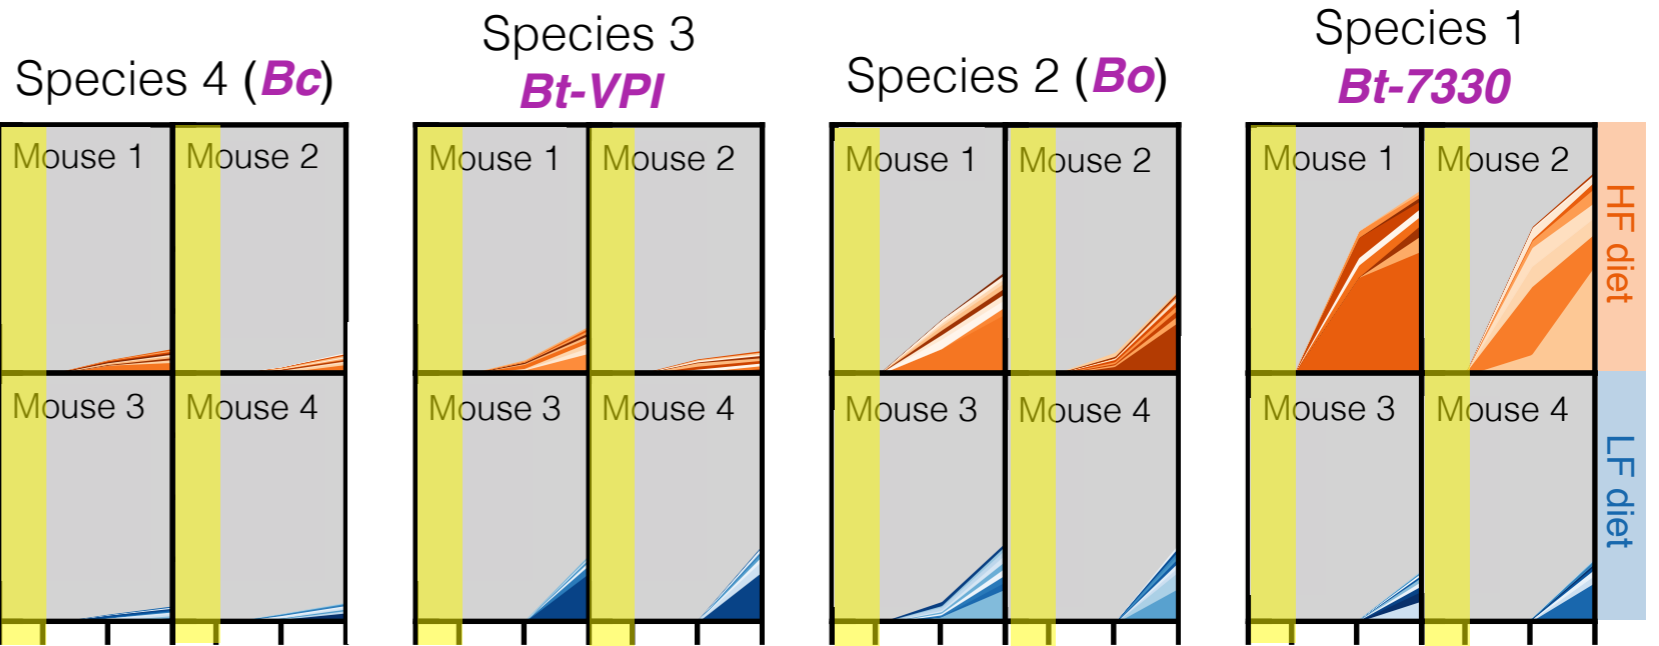 Species 4 (Bc)
Mouse 1
Mouse 2
Mouse 3
Mouse 4
Species 3
Bt-VPI
Mouse 1
Mouse 2
Mouse 3
Mouse 4
Species 2 (Bo)
Mouse 1
Mouse 2
Mouse 3
Mouse 4
Species 1
Bt-7330
Mouse 1
Mouse 2
Mouse 3
Mouse 4
HF diet
LF diet